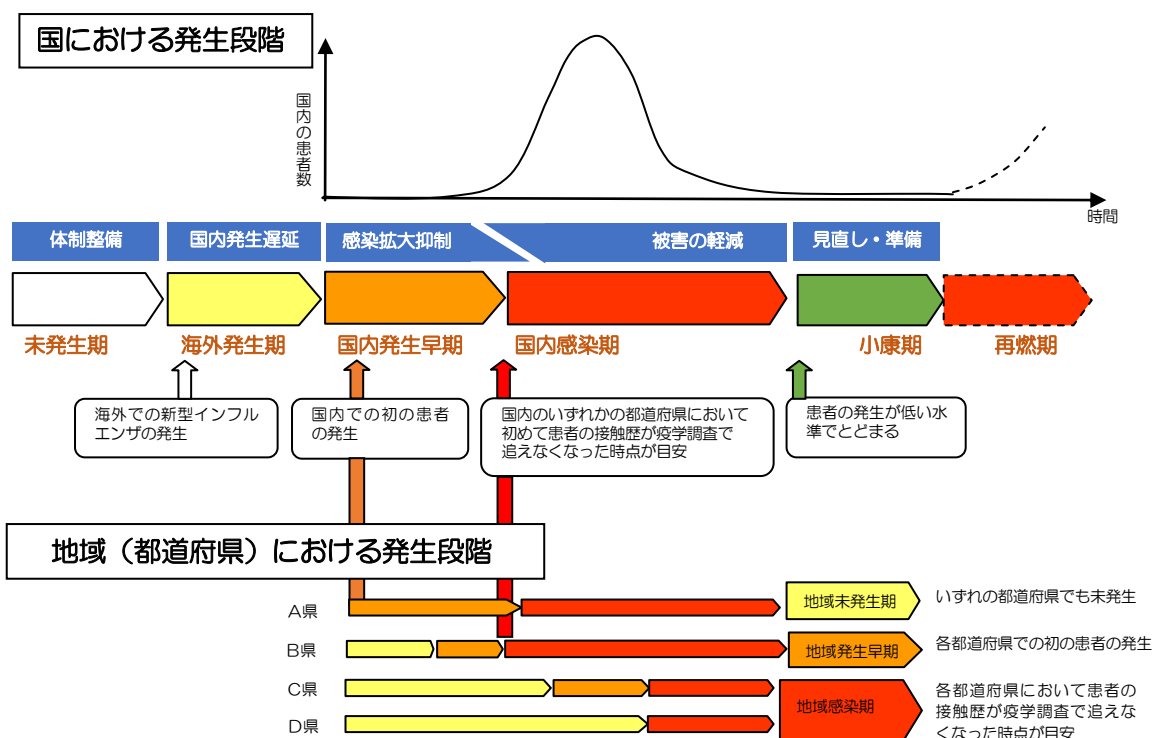 国における発生段階
国内の患者数
時間
体制整備
国内発生遅延
感染拡大抑制
被害の軽減
見直し・準備
未発生期
海外発生期
国内発生早期
国内感染期
小康期
再燃期
海外での新型インフル
エンザの発生
国内での初の患者
の発生
国内のいずれかの都道府県において
初めて患者の接触歴が疫学調査で
追えなくなった時点が目安
患者の発生が低い水
準でとどまる
地域（都道府県）における発生段階
A県
地域未発生期
いずれの都道府県でも未発生
B県
地域発生早期
各都道府県での初の患者の発生
C県
D県
地域感染期
各都道府県において患者の
接触歴が疫学調査で追えな
くなった時点が目安